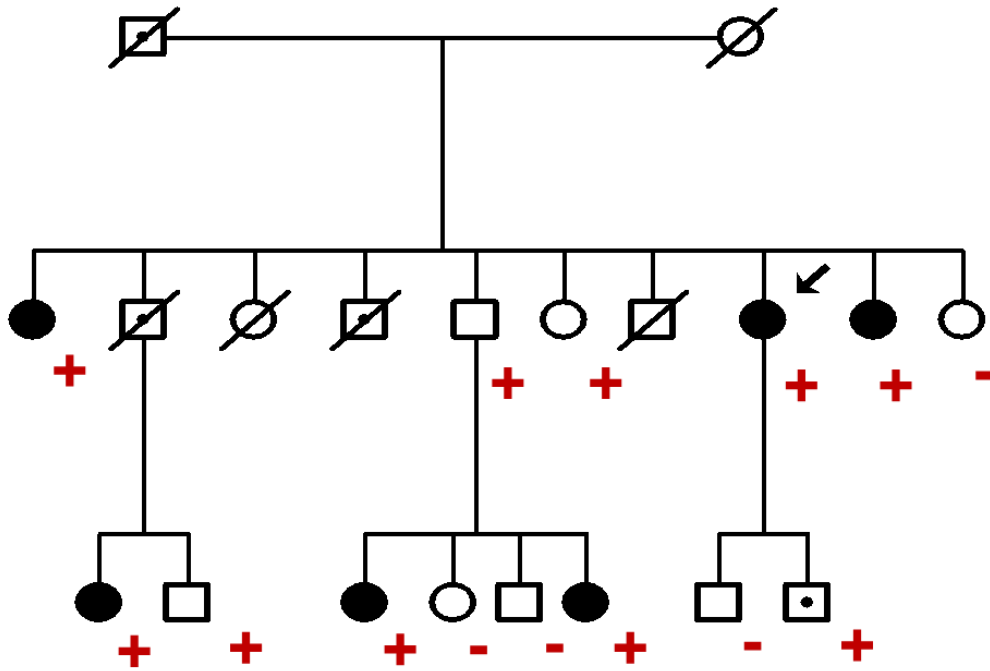 + + + + + -
+ + + - - + - +